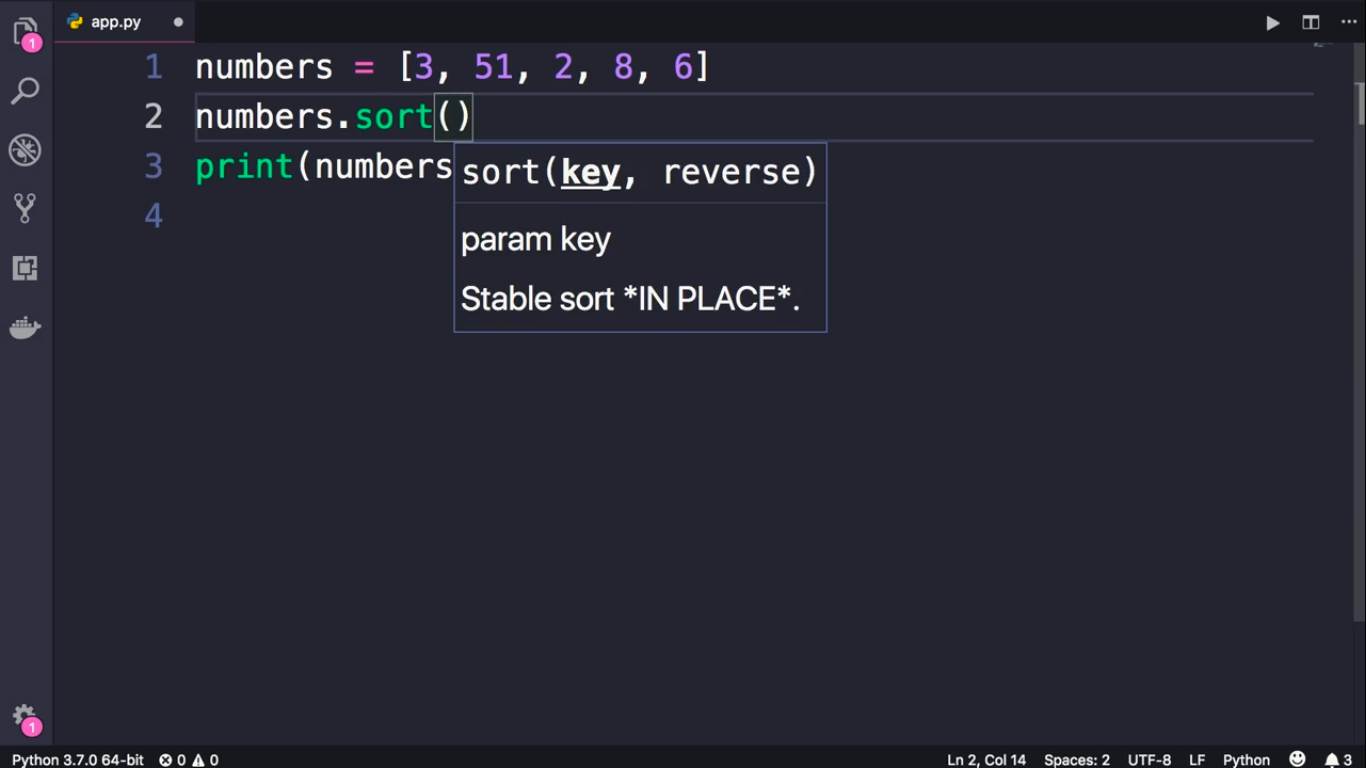 app.py
1
1 numbers = [3, 51, 2, 8, 6]
2 numbers.sort()
3 print(numbers
sort(key, reverse)
param key
Stable sort *IN PLACE*.
4
1
Python 3.7.0 64-bit 0 0 Ln 2, Col 14 Spaces: 2 UTF-8 LF Python 3